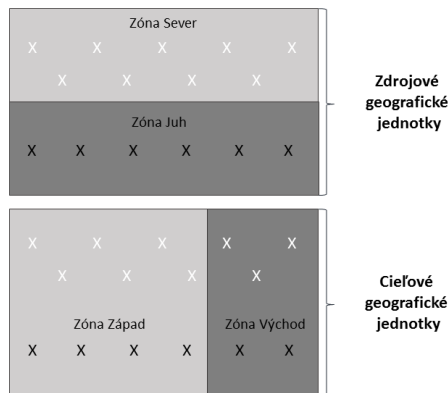 Zóna Sever
X X X X X
X X X X
Zóna Juh
X X X X X X
Zdrojové
geografické
jednotky
X X X X X
X X X X
Zóna Západ
Zóna Východ
X X X X X X
Cieľové
geografické
jednotky